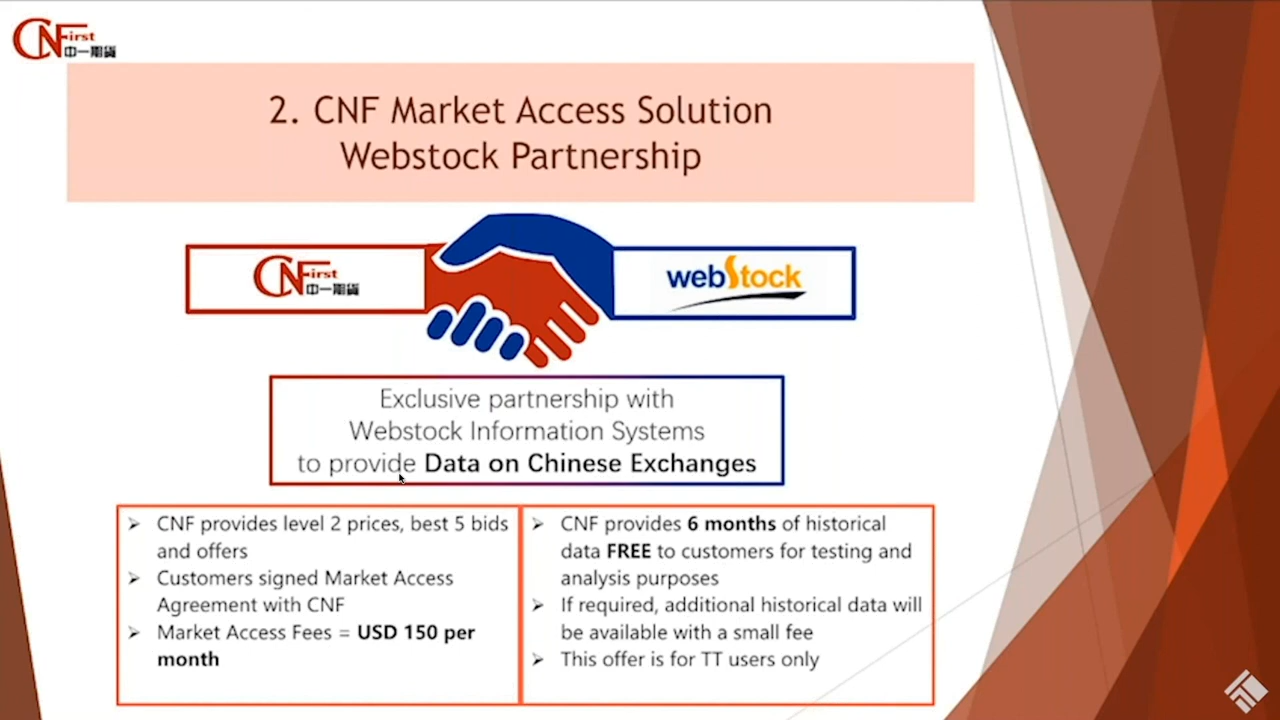 CNFirst
中一期貨
2. CNF Market Access Solution
Webstock Partnership
CNFirst
中一期貨
webStock
Exclusive partnership with
Webstock Information Systems
to provide Data on Chinese Exchanges
➢ CNF provides level 2 prices, best 5 bids
and offers
➢ Customers signed Market Access
Agreement with CNF
➢ Market Access Fees = USD 150 per
month
➢ CNF provides 6 months of historical
data FREE to customers for testing and
analysis purposes
➢ If required, additional historical data will
be available with a small fee
➢ This offer is for TT users only